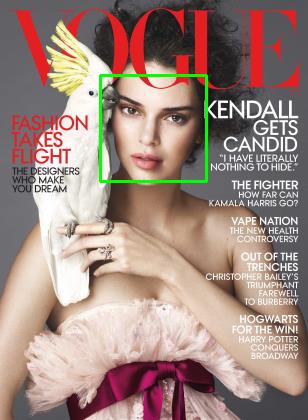 VOGUE
FASHION
TAKES
FLIGHT
THE DESIGNERS
WHO MAKE
YOU DREAM
KENDALL
GETS
CANDID
"I HAVE LITERALLY
NOTHING TO HIDE."
THE FIGHTER
HOW FAR CAN
KAMALA HARRIS GO?
VAPE NATION
THE NEW HEALTH
CONTROVERSY
OUT OF THE
TRENCHES
CHRISTOPHER BAILEY'S
TRIUMPHANT
FAREWELL
TO BURBERRY
HOGWARTS
FOR THE WIN!
HARRY POTTER
CONQUERS
BROADWAY